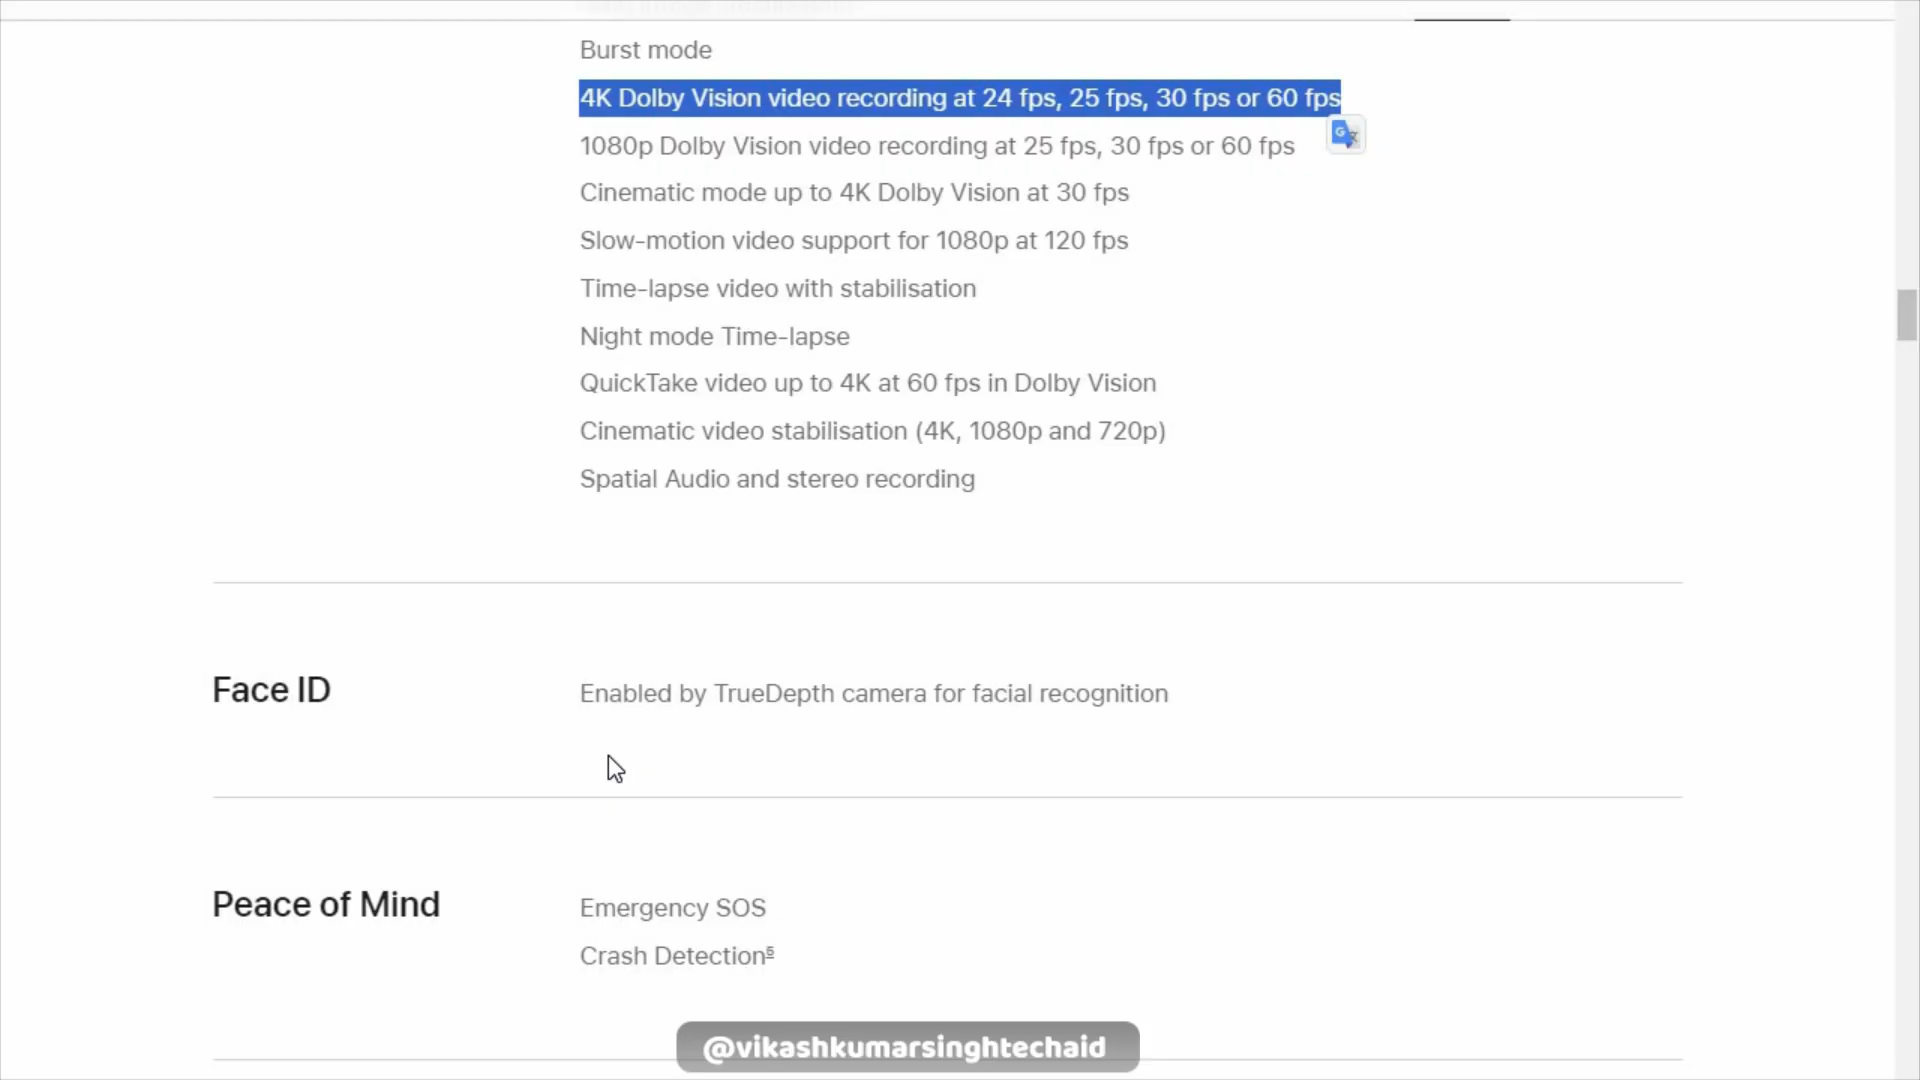 Burst mode
4K Dolby Vision video recording at 24 fps, 25 fps, 30 fps or 60 fps
1080p Dolby Vision video recording at 25 fps, 30 fps or 60 fps
Cinematic mode up to 4K Dolby Vision at 30 fps
Slow-motion video support for 1080p at 120 fps
Time-lapse video with stabilisation
Night mode Time-lapse
QuickTake video up to 4K at 60 fps in Dolby Vision
Cinematic video stabilisation (4K, 1080p and 720p)
Spatial Audio and stereo recording
Face ID
Enabled by TrueDepth camera for facial recognition
Peace of Mind
Emergency SOS
Crash Detection⁵
@vikashkumarsinghtechaid